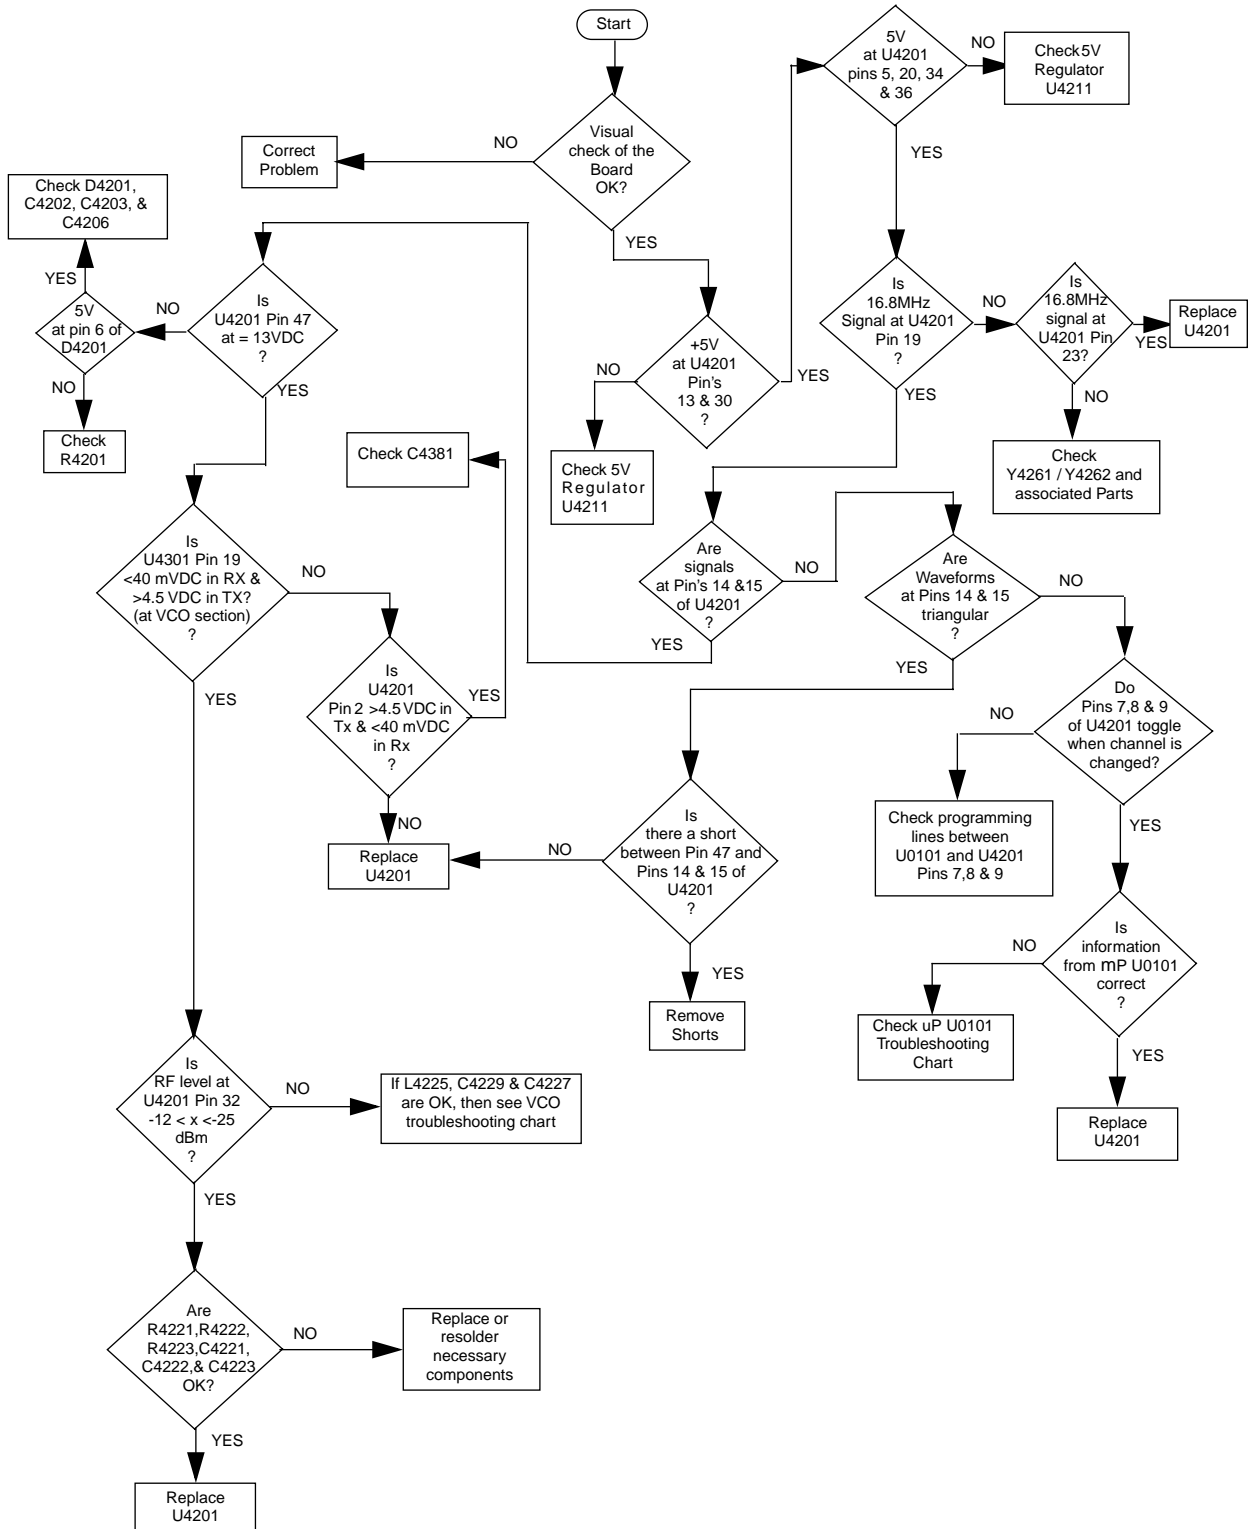 Start
5V
at U4201
pins 5, 20, 34
& 36
NO
Check 5V
Regulator
U4211
YES
Visual
check of the
Board
OK?
NO
Correct
Problem
YES
Check D4201,
C4202, C4203, &
C4206
YES
5V
at pin 6 of
D4201
NO
Check
R4201
NO
Is
U4201 Pin 47
at = 13VDC
?
YES
+5V
at U4201
Pin's
13 & 30
?
NO
YES
Check 5V
Regulator
U4211
Is
16.8MHz
Signal at U4201
Pin 19
?
NO
YES
Is
16.8MHz
signal at
U4201 Pin
23?
YES
Replace
U4201
NO
Check
Y4261 / Y4262 and
associated Parts
Check C4381
Is
U4301 Pin 19
<40 mVDC in RX &
>4.5 VDC in TX?
(at VCO section)
?
NO
YES
Is
U4201
Pin 2 >4.5 VDC in
Tx & <40 mVDC
in Rx
?
YES
NO
Replace
U4201
Are
signals
at Pin's 14 &15
of U4201
?
NO
YES
Are
Waveforms
at Pins 14 & 15
triangular
?
NO
YES
Do
Pins 7,8 & 9
of U4201 toggle
when channel is
changed?
NO
YES
Check programming
lines between
U0101 and U4201
Pins 7,8 & 9
Is
there a short
between Pin 47 and
Pins 14 & 15 of
U4201
?
NO
YES
Remove
Shorts
Is
information
from mP U0101
correct
?
NO
YES
Check uP U0101
Troubleshooting
Chart
Replace
U4201
Is
RF level at
U4201 Pin 32
-12 < x <-25
dBm
?
NO
If L4225, C4229 & C4227
are OK, then see VCO
troubleshooting chart
YES
Are
R4221,R4222,
R4223,C4221,
C4222,& C4223
OK?
NO
Replace or
resolder
necessary
components
YES
Replace
U4201